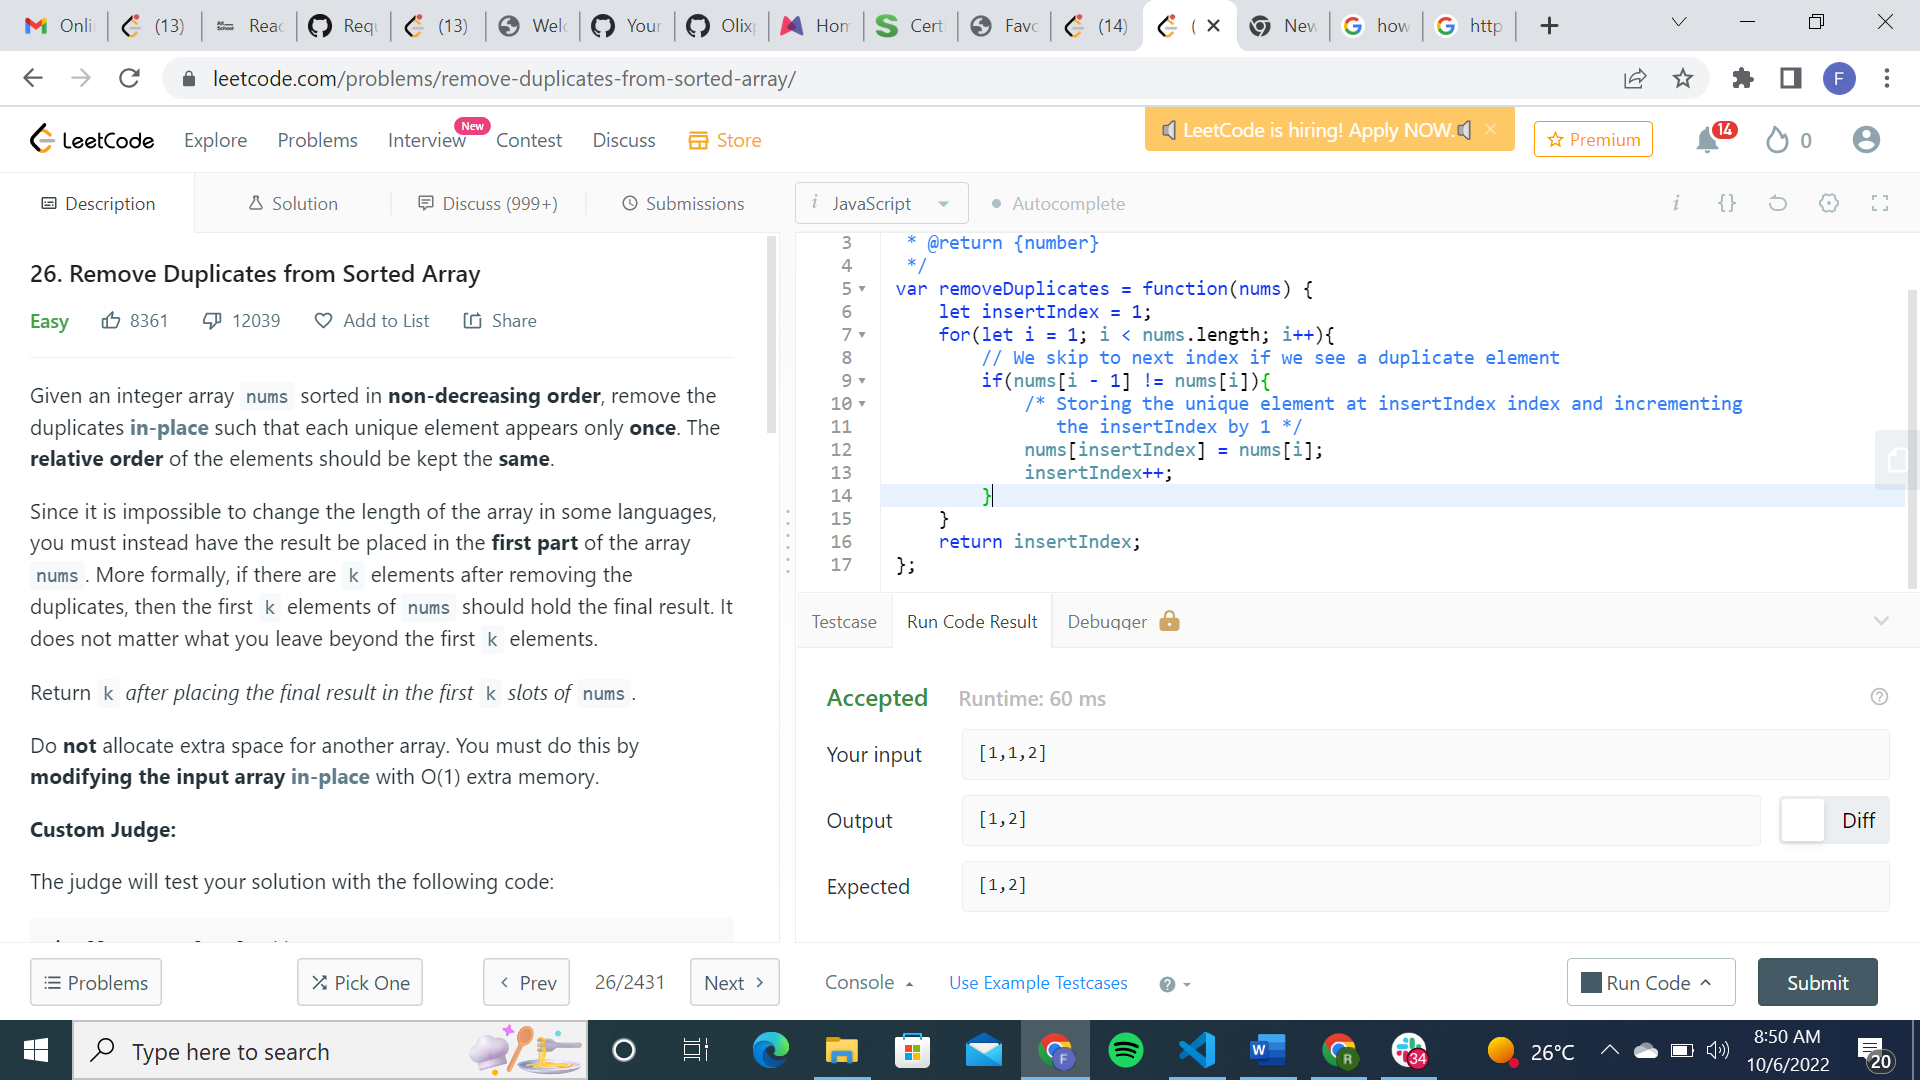 Onli
(13)
Reac
Requ
(13)
Welc
Your
Olixp
Hom
Certi
Favo
(14)
(
New
how
http
leetcode.com/problems/remove-duplicates-from-sorted-array/
F
LeetCode
Explore
Problems
Interview
New
Contest
Discuss
Store
LeetCode is hiring! Apply NOW.
Premium
14
0
Description
Solution
Discuss (999+)
Submissions
i JavaScript
Autocomplete
i {}
26. Remove Duplicates from Sorted Array
Easy 8361 12039 Add to List Share
Given an integer array nums sorted in non-decreasing order, remove the
duplicates in-place such that each unique element appears only once. The
relative order of the elements should be kept the same.
Since it is impossible to change the length of the array in some languages,
you must instead have the result be placed in the first part of the array
nums . More formally, if there are k elements after removing the
duplicates, then the first k elements of nums should hold the final result. It
does not matter what you leave beyond the first k elements.
Return k after placing the final result in the first k slots of nums .
Do not allocate extra space for another array. You must do this by
modifying the input array in-place with O(1) extra memory.
Custom Judge:
The judge will test your solution with the following code:
3 * @return {number}
4 */
5 var removeDuplicates = function(nums) {
6 let insertIndex = 1;
7 for(let i = 1; i < nums.length; i++){
8 // We skip to next index if we see a duplicate element
9 if(nums[i - 1] != nums[i]){
10 /* Storing the unique element at insertIndex index and incrementing
11 the insertIndex by 1 */
12 nums[insertIndex] = nums[i];
13 insertIndex++;
14 }
15 }
16 return insertIndex;
17 };
Testcase
Run Code Result
Debugger
Accepted Runtime: 60 ms
Your input [1,1,2]
Output [1,2]
Diff
Expected [1,2]
Problems
Pick One
Prev
26/2431
Next
Console
Use Example Testcases
Run Code
Submit
Type here to search
F
R
34
26°C
8:50 AM
10/6/2022
20